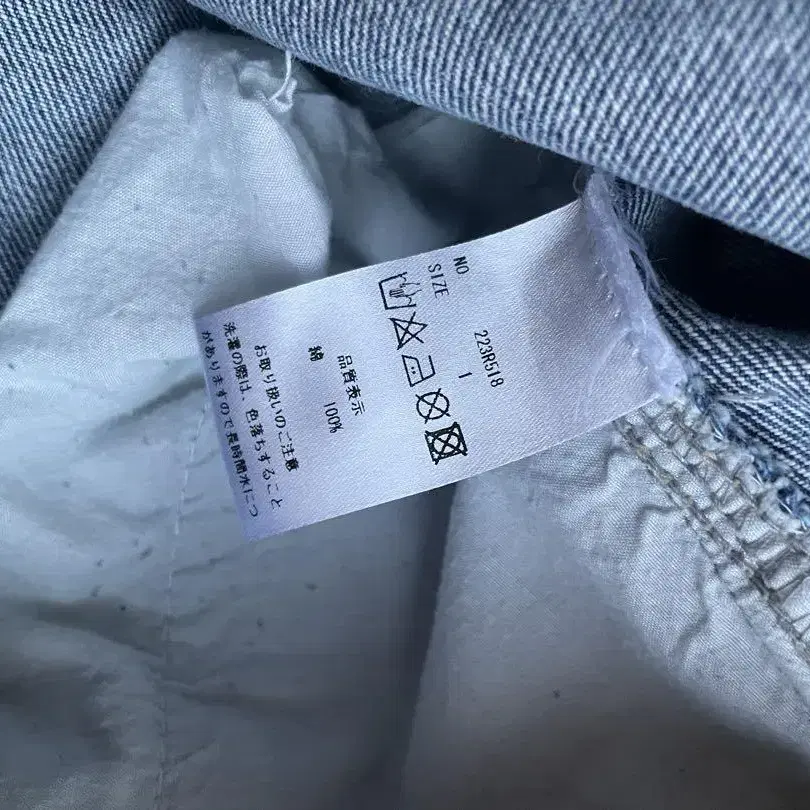 NO 223R518
SIZE 1
品質表示
綿 100%
お取り扱いのご注意
洗濯の際は、色落ちすること
がありますので長時間水につ